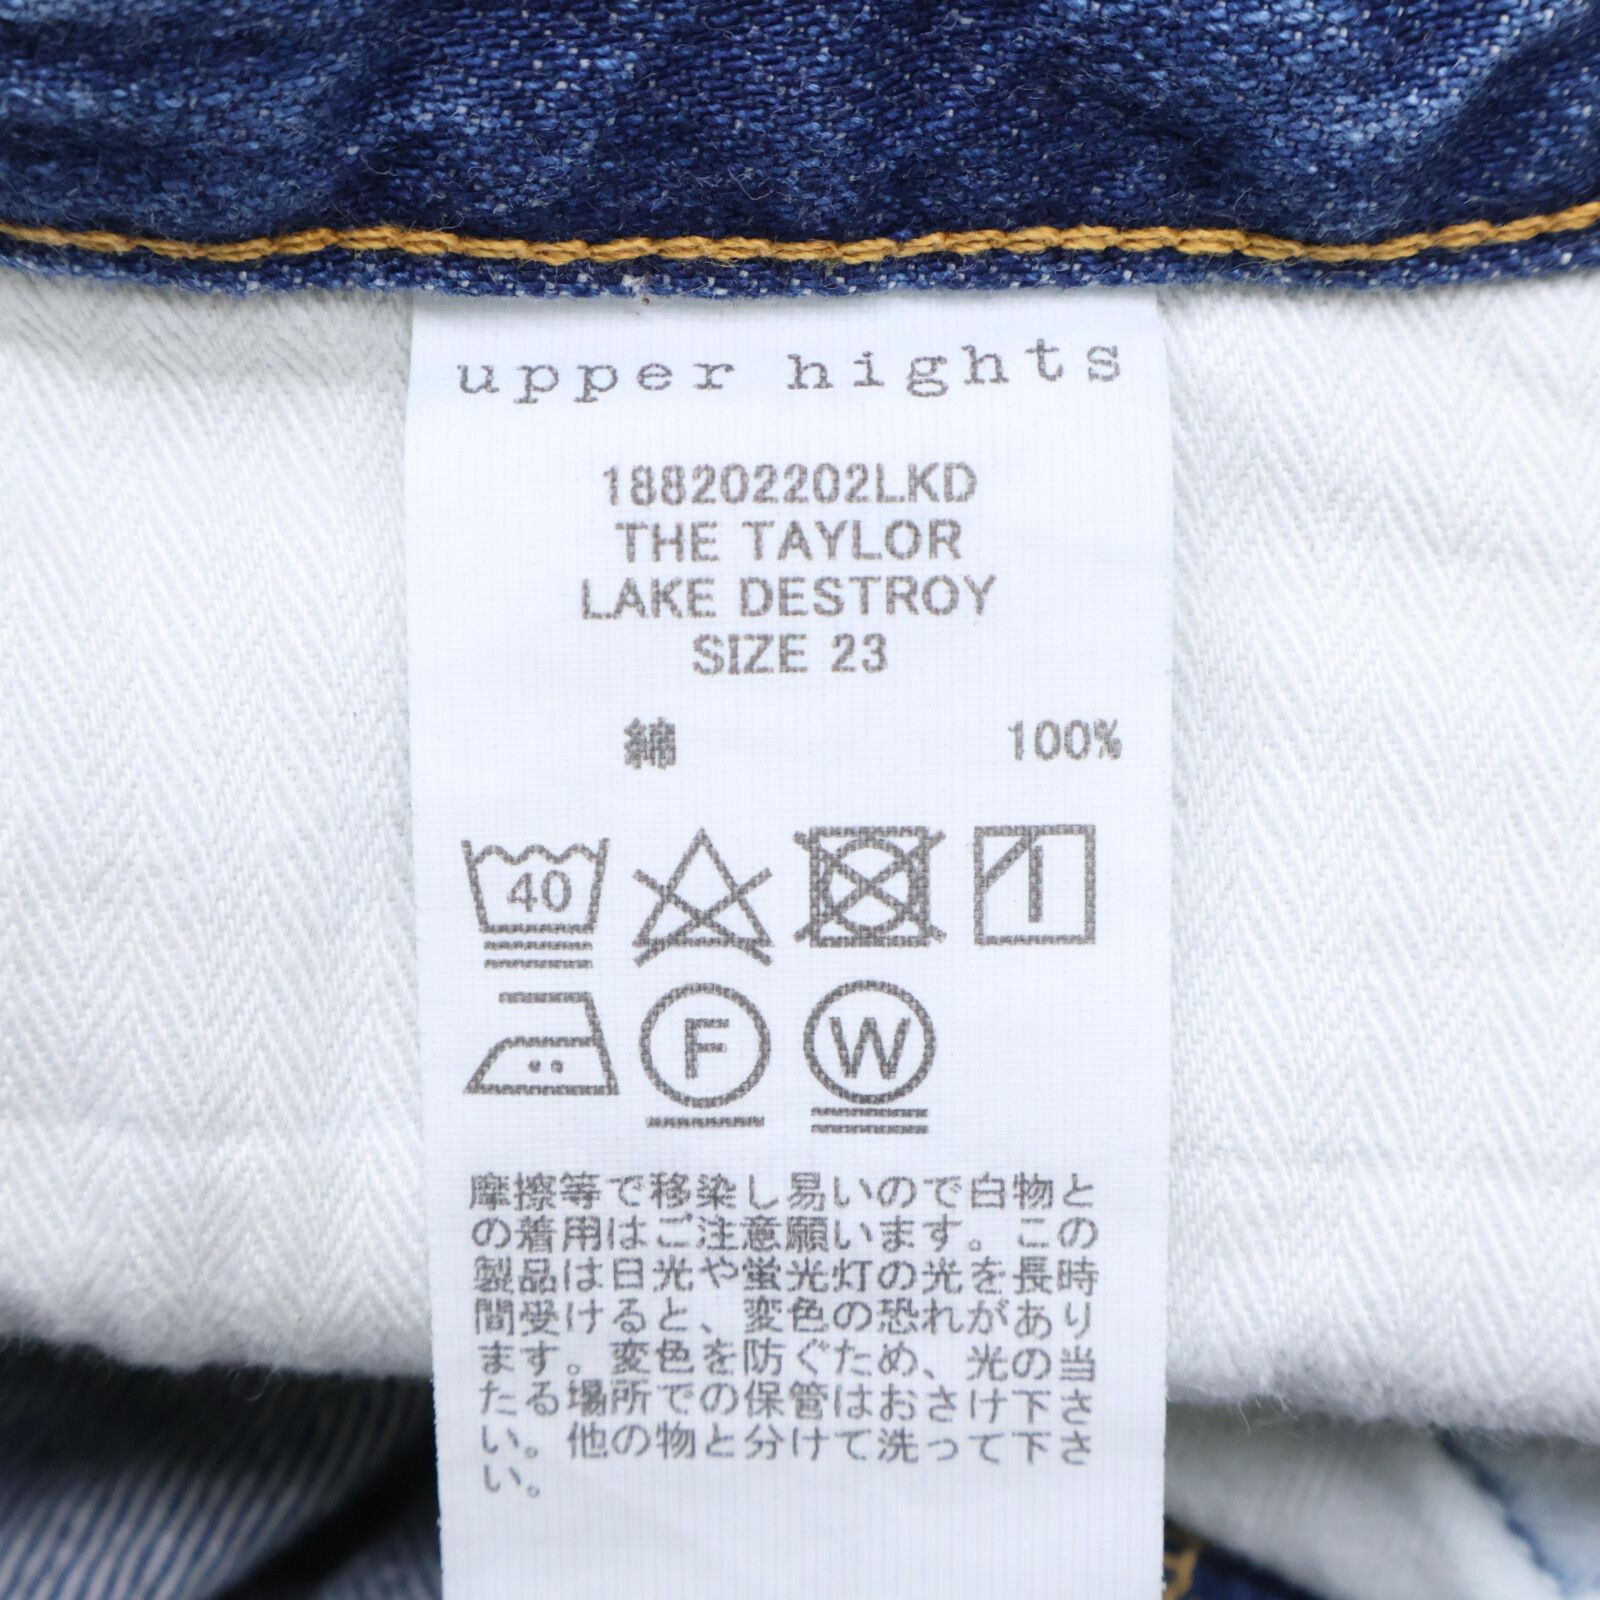 upper hights
188202202LKD
THE TAYLOR
LAKE DESTROY
SIZE 23
綿 100%
40
F W
摩擦等で移染し易いので白物と
の着用はご注意願います。この
製品は日光や蛍光灯の光を長時
間受けると、変色の恐れがあり
ます。変色を防ぐため、光の当
たる場所での保管はおさけ下さ
い。他の物と分けて洗って下さ
い。